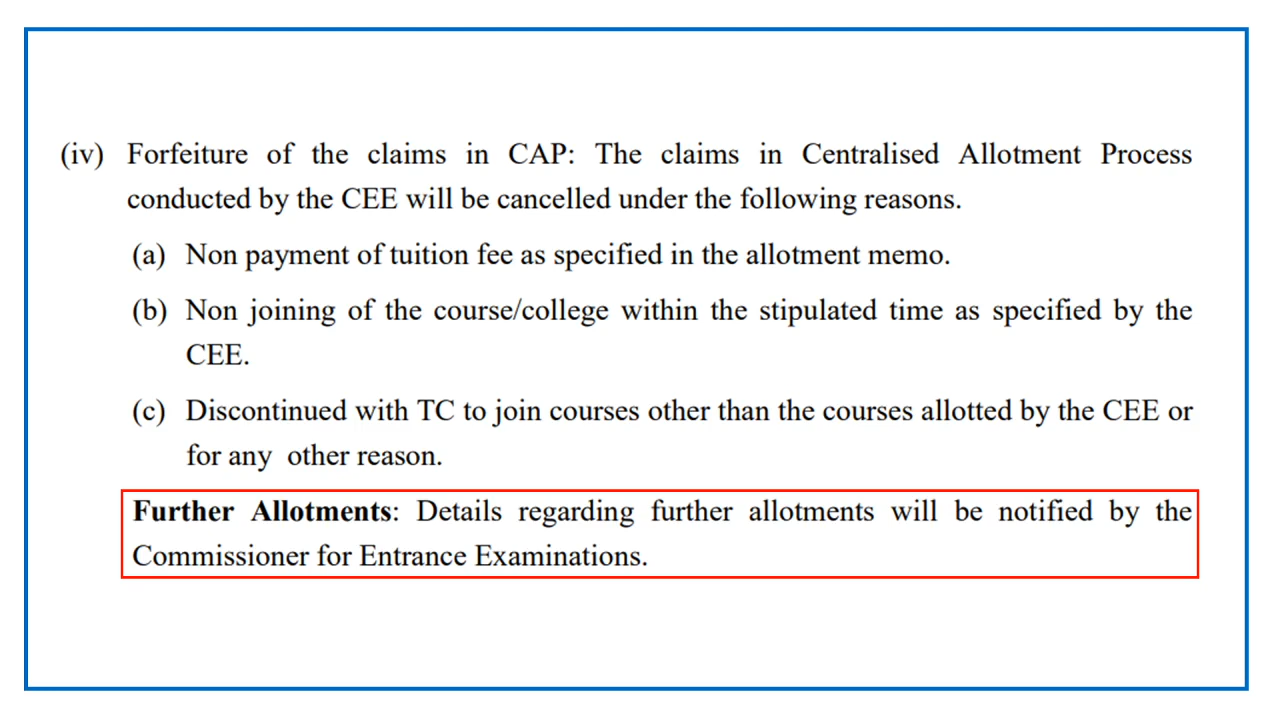 (iv) Forfeiture of the claims in CAP: The claims in Centralised Allotment Process
conducted by the CEE will be cancelled under the following reasons.
(a) Non payment of tuition fee as specified in the allotment memo.
(b) Non joining of the course/college within the stipulated time as specified by the
CEE.
(c) Discontinued with TC to join courses other than the courses allotted by the CEE or
for any other reason.
Further Allotments: Details regarding further allotments will be notified by the
Commissioner for Entrance Examinations.